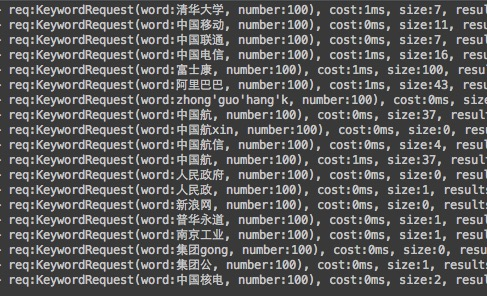 req:KeywordRequest(word:清华大学, number:100), cost:1ms, size:7, resul
req:KeywordRequest(word:中国移动, number:100), cost:0ms, size:11, resu
req:KeywordRequest(word:中国联通, number:100), cost:0ms, size:7, resul
req:KeywordRequest(word:中国电信, number:100), cost:1ms, size:16, resu
req:KeywordRequest(word:富士康, number:100), cost:1ms, size:100, resu
req:KeywordRequest(word:阿里巴巴, number:100), cost:1ms, size:43, resu
req:KeywordRequest(word:zhong'guo'hang'k, number:100), cost:0ms, size
req:KeywordRequest(word:中国航, number:100), cost:0ms, size:37, result
req:KeywordRequest(word:中国航xin, number:100), cost:0ms, size:0, resu
req:KeywordRequest(word:中国航信, number:100), cost:0ms, size:4, resul
req:KeywordRequest(word:中国航, number:100), cost:1ms, size:37, result
req:KeywordRequest(word:人民政府, number:100), cost:0ms, size:0, resul
req:KeywordRequest(word:人民政, number:100), cost:0ms, size:1, results
req:KeywordRequest(word:新浪网, number:100), cost:0ms, size:0, results
req:KeywordRequest(word:普华永道, number:100), cost:0ms, size:1, resul
req:KeywordRequest(word:南京工业, number:100), cost:0ms, size:1, resul
req:KeywordRequest(word:集团gong, number:100), cost:0ms, size:0, resul
req:KeywordRequest(word:集团公, number:100), cost:0ms, size:1, results
req:KeywordRequest(word:中国核电, number:100), cost:0ms, size:2, resul